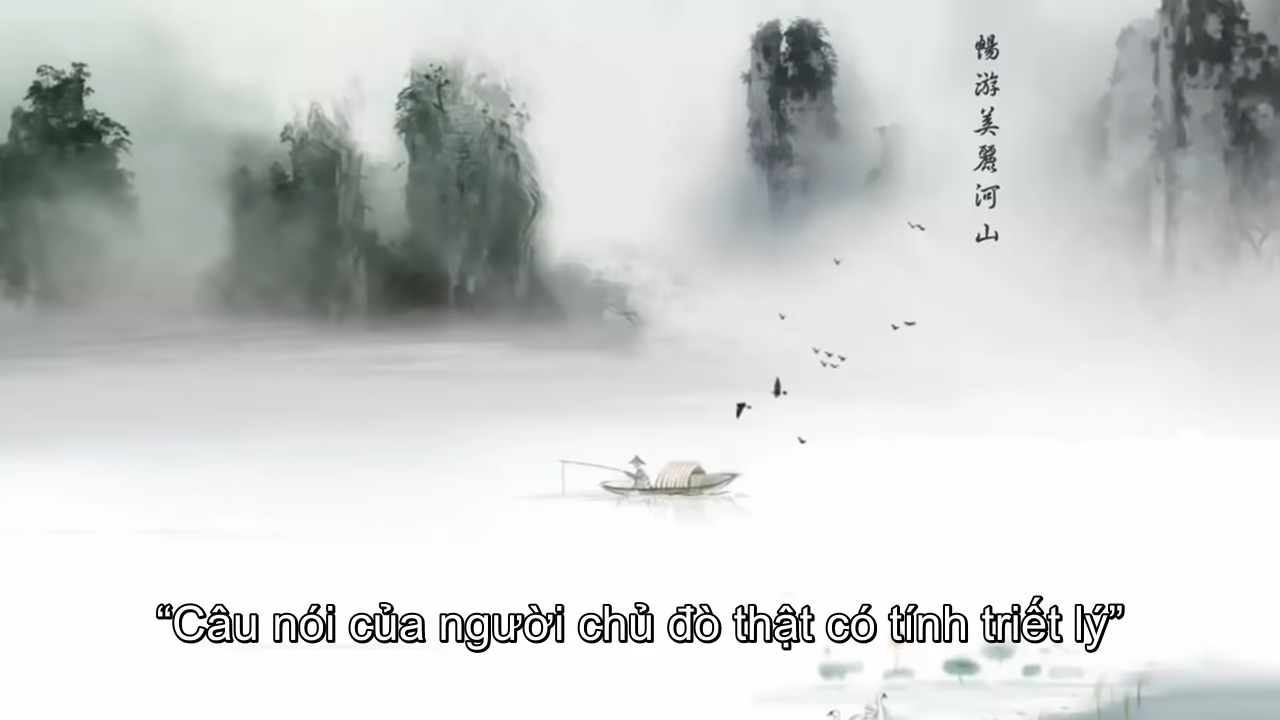 暢游美麗河山
“Câu nói của người chủ đò thật có tính triết lý”